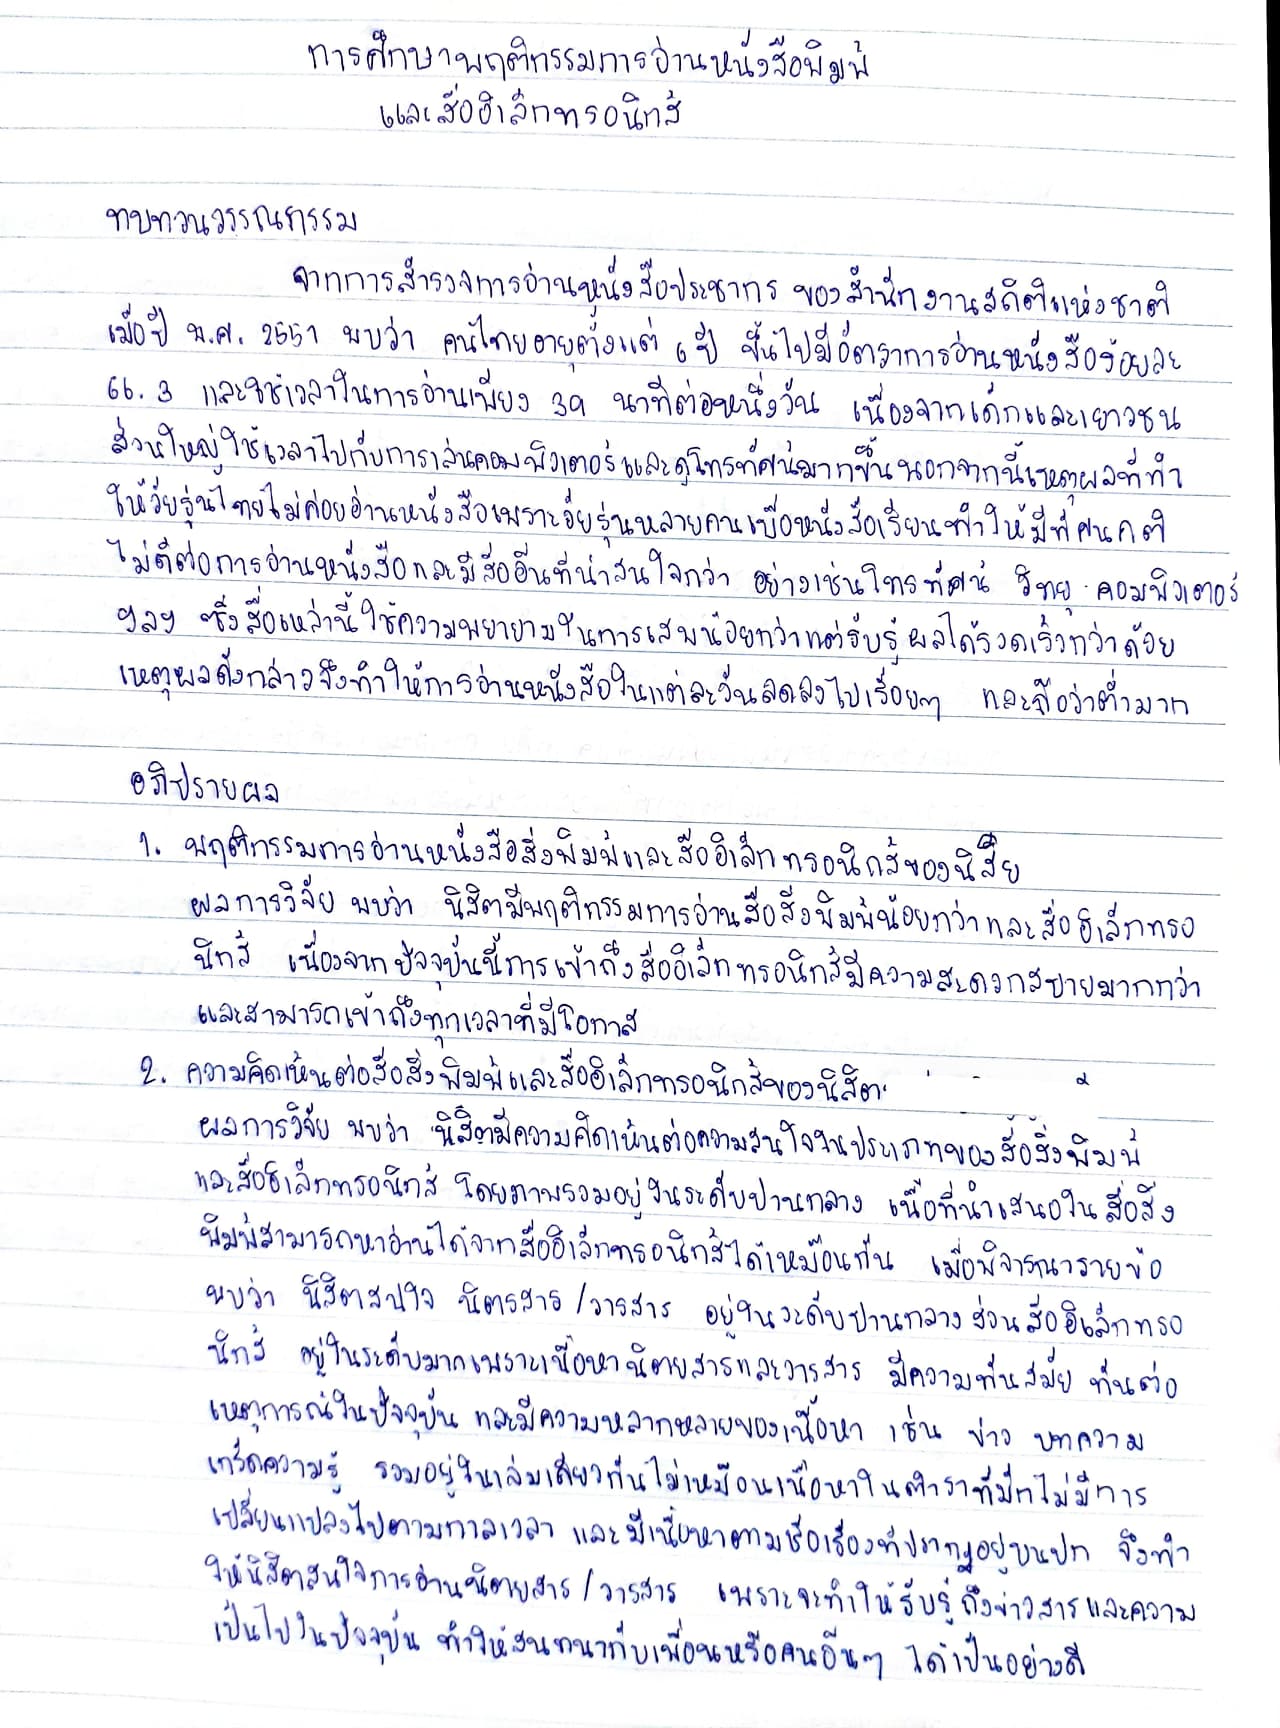 การศึกษาพฤติกรรมการอ่านหนังสือพิมพ์
และสื่ออิเล็กทรอนิกส์
ทบทวนวรรณกรรม
จากการสำรวจการอ่านหนังสือประชากร ของสำนักงานสถิติแห่งชาติ
เมื่อปี พ.ศ. 2551 พบว่า คนไทยอายุตั้งแต่ 6 ปี ขึ้นไปมีอัตราการอ่านหนังสือร้อยละ
66.3 และใช้เวลาในการอ่านเพียง 39 นาทีต่อหนึ่งวัน เนื่องจากเด็กและเยาวชน
ส่วนใหญ่ใช้เวลาไปกับการเล่นคอมพิวเตอร์และดูโทรทัศน์มากขึ้นนอกจากนี้เหตุผลที่ทำ
ให้วัยรุ่นไทยไม่ค่อยอ่านหนังสือเพราะวัยรุ่นหลายคนเบื่อหนังสือเรียนทำให้มีทัศนคติ
ไม่ดีต่อการอ่านหนังสือและมีสื่ออื่นที่น่าสนใจกว่า อย่างเช่นโทรทัศน์ วิทยุ คอมพิวเตอร์
ฯลฯ ซึ่งสื่อเหล่านี้ใช้ความพยายามในการเสพน้อยกว่าแต่รับรู้ผลได้รวดเร็วกว่าด้วย
เหตุผลดังกล่าวจึงทำให้การอ่านหนังสือในแต่ละวันลดลงไปเรื่อยๆ และถือว่าต่ำมาก
อภิปรายผล
1. พฤติกรรมการอ่านหนังสือสิ่งพิมพ์และสื่ออิเล็กทรอนิกส์ของ
ผลการวิจัย พบว่า นิสิตมีพฤติกรรมการอ่านสื่อสิ่งพิมพ์น้อยกว่าและสื่ออิเล็กทรอ
นิกส์ เนื่องจากปัจจุบันนี้การเข้าถึงสื่ออิเล็กทรอนิกส์มีความสะดวกสบายมากกว่า
และสามารถเข้าถึงทุกเวลาที่มีโอกาส
2. ความคิดเห็นต่อสื่อสิ่งพิมพ์และสื่ออิเล็กทรอนิกส์ของนิสิต
ผลการวิจัย พบว่า นิสิตมีความคิดเห็นต่อความสนใจในประเภทของสื่อสิ่งพิมพ์
และสื่ออิเล็กทรอนิกส์ โดยภาพรวมอยู่ในระดับปานกลาง เนื้อที่นำเสนอในสื่อสิ่ง
พิมพ์สามารถหาอ่านได้จากสื่ออิเล็กทรอนิกส์ได้เหมือนกัน เมื่อพิจารณารายข้อ
พบว่า นิสิตสนใจ นิตรสาร/วารสาร อยู่ในระดับปานกลางส่วนสื่ออิเล็กทรอ
นิกส์ อยู่ในระดับมากเพราะเนื้อหานิตยสารและวารสาร มีความทันสมัย ทันต่อ
เหตุการณ์ในปัจจุบัน และมีความหลากหลายของเนื้อหา เช่น ข่าว บทความ
เกร็ดความรู้ รวมอยู่ในเล่มเดียวกันไม่เหมือนเนื้อหาในตำราที่มักไม่มีการ
เปลี่ยนแปลงไปตามกาลเวลา และมีเนื้อหาตามชื่อเรื่องที่ปรากฏอยู่บนปก จึงทำ
ให้นิสิตสนใจการอ่านนิตยสาร/วารสาร เพราะจะทำให้รับรู้ถึงข่าวสารและความ
เป็นไปในปัจจุบัน ทำให้สนทนากับเพื่อนหรือคนอื่นๆ ได้เป็นอย่างดี